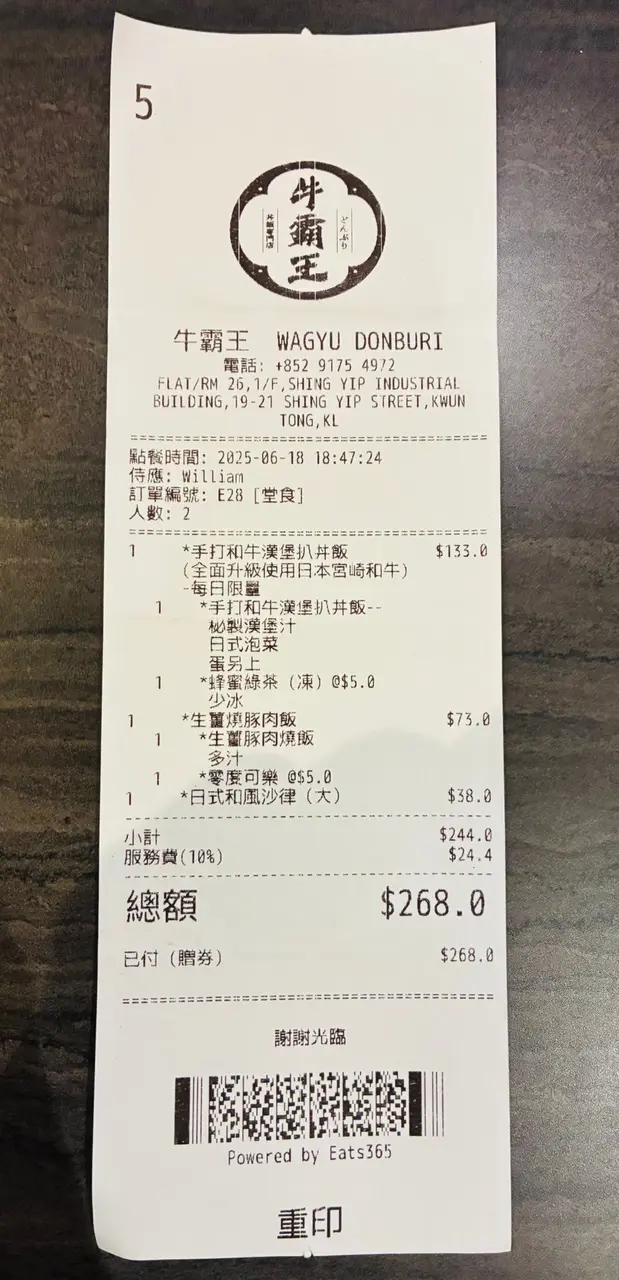 5
牛霸王
丼飯專門店
どんぶり
牛霸王 WAGYU DONBURI
電話: +852 9175 4972
FLAT/RM 26,1/F,SHING YIP INDUSTRIAL
BUILDING,19-21 SHING YIP STREET,KWUN
TONG,KL
點餐時間: 2025-06-18 18:47:24
侍應: William
訂單編號: E28 [堂食]
人數: 2
1 *手打和牛漢堡扒丼飯 $133.0
(全面升級使用日本宮崎和牛)
-每日限量
1 *手打和牛漢堡扒丼飯--
秘製漢堡汁
日式泡菜
蛋另上
1 *蜂蜜綠茶 (凍) @$5.0
少冰
1 *生薑燒豚肉飯 $73.0
1 *生薑豚肉燒飯
多汁
1 *零度可樂 @$5.0
1 *日式和風沙律 (大) $38.0
小計 $244.0
服務費(10%) $24.4
總額 $268.0
已付 (贈券) $268.0
謝謝光臨
Powered by Eats365
重印